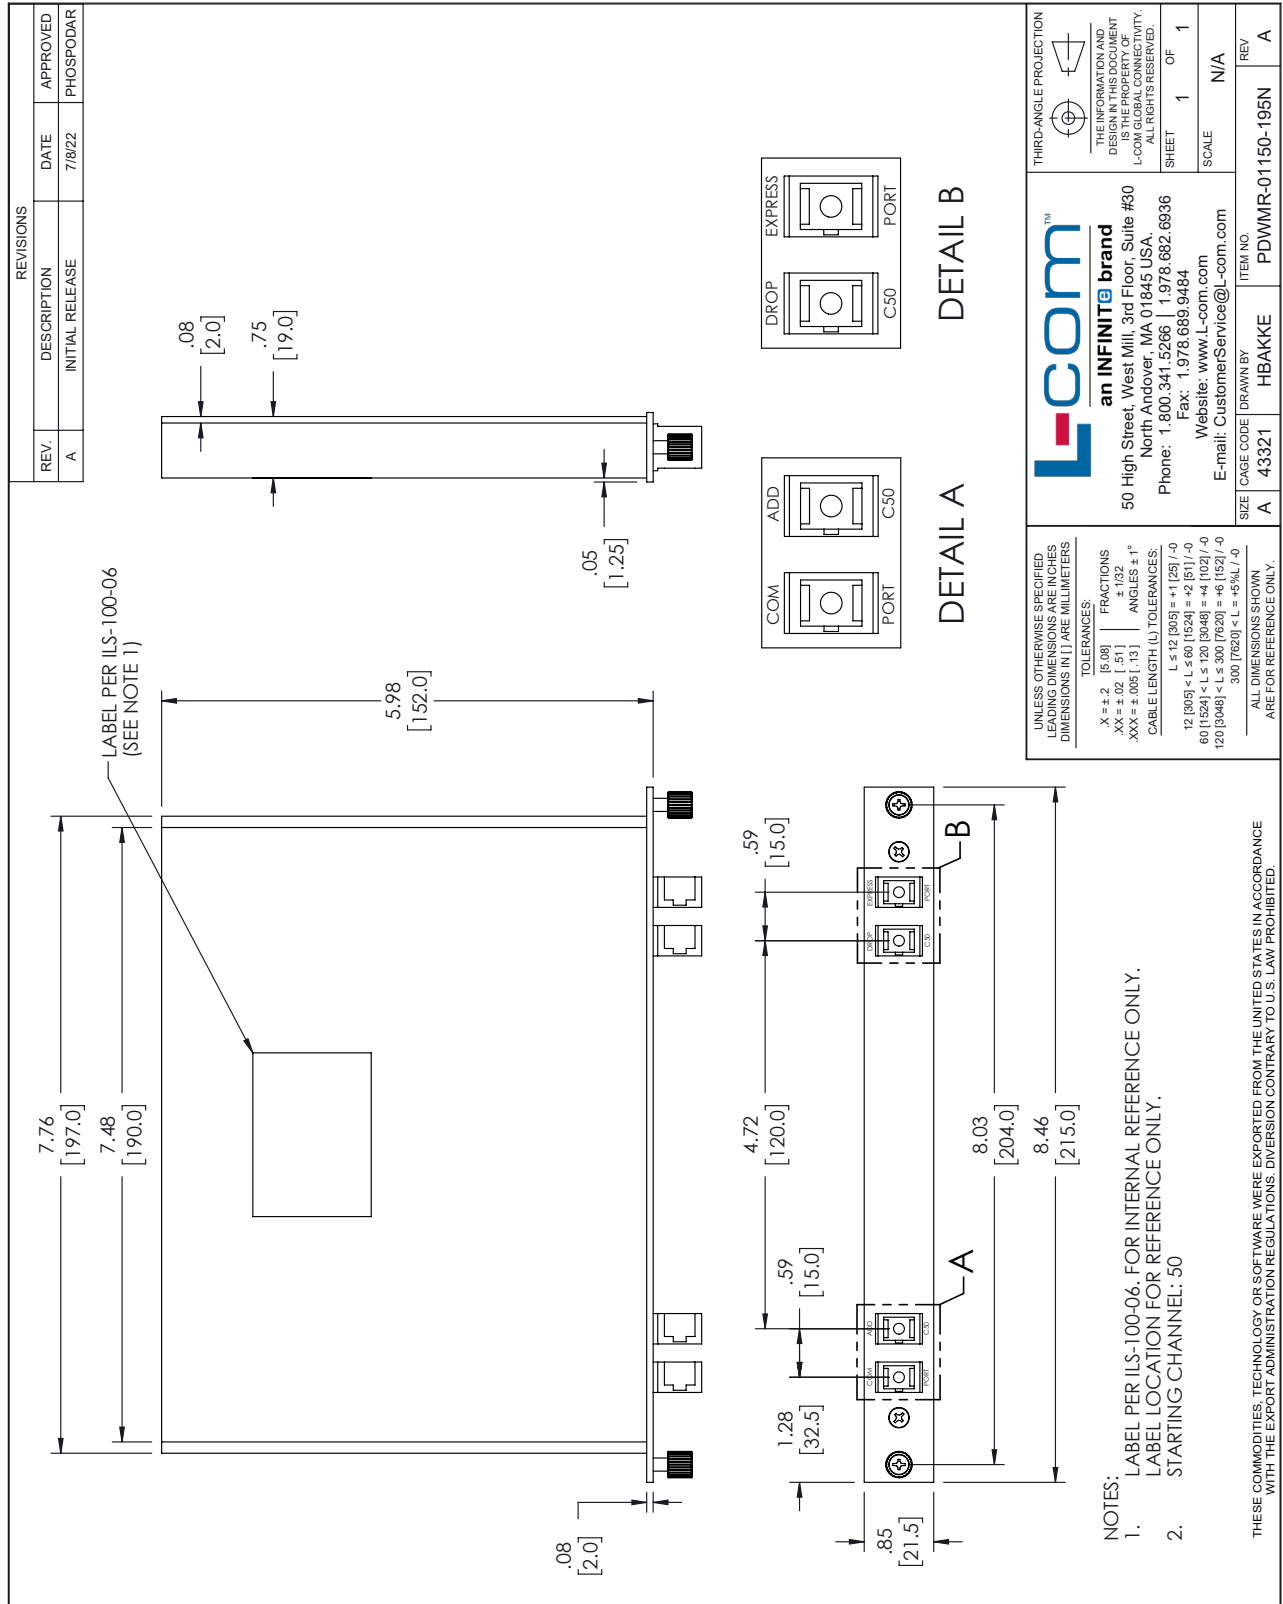 REVISIONS
REV. DESCRIPTION DATE APPROVED
A INITIAL RELEASE 7/8/22 PHOSPODAR
7.76
[197.0]
7.48
[190.0]
LABEL PER ILS-100-06
(SEE NOTE 1)
5.98
[152.0]
.08
[2.0]
.08
[2.0]
.75
[19.0]
.05
[1.25]
1.28
[32.5]
.59
[15.0]
4.72
[120.0]
.59
[15.0]
.85
[21.5]
COM ADD
PORT C50
DROP EXPRESS
C50 PORT
A
B
8.03
[204.0]
8.46
[215.0]
COM ADD
PORT C50
DETAIL A
DROP EXPRESS
C50 PORT
DETAIL B
NOTES:
1. LABEL PER ILS-100-06. FOR INTERNAL REFERENCE ONLY.
LABEL LOCATION FOR REFERENCE ONLY.
2. STARTING CHANNEL: 50
THESE COMMODITIES, TECHNOLOGY OR SOFTWARE WERE EXPORTED FROM THE UNITED STATES IN ACCORDANCE
WITH THE EXPORT ADMINISTRATION REGULATIONS. DIVERSION CONTRARY TO U.S. LAW PROHIBITED.
UNLESS OTHERWISE SPECIFIED
LEADING DIMENSIONS ARE INCHES
DIMENSIONS IN [ ] ARE MILLIMETERS
TOLERANCES:
.X = ± .2 [5.08] FRACTIONS
.XX = ± .02 [ .51 ] ± 1/32
.XXX = ± .005 [ .13 ] ANGLES ± 1°
CABLE LENGTH (L) TOLERANCES:
L ≤ 12 [305] = +1 [25] / -0
12 [305] < L ≤ 60 [1524] = +2 [51] / -0
60 [1524] < L ≤ 120 [3048] = +4 [102] / -0
120 [3048] < L ≤ 300 [7620] = +6 [152] / -0
300 [7620] < L = +5%L / -0
ALL DIMENSIONS SHOWN
ARE FOR REFERENCE ONLY.
L-com™
an INFINITe brand
50 High Street, West Mill, 3rd Floor, Suite #30
North Andover, MA 01845 USA.
Phone: 1.800.341.5266 | 1.978.682.6936
Fax: 1.978.689.9484
Website: www.L-com.com
E-mail: CustomerService@L-com.com
THIRD-ANGLE PROJECTION
THE INFORMATION AND
DESIGN IN THIS DOCUMENT
IS THE PROPERTY OF
L-COM GLOBAL CONNECTIVITY.
ALL RIGHTS RESERVED.
SHEET 1 OF 1
SCALE N/A
SIZE CAGE CODE DRAWN BY ITEM NO. REV
A 43321 HBAKKE PDWMR-01150-195N A